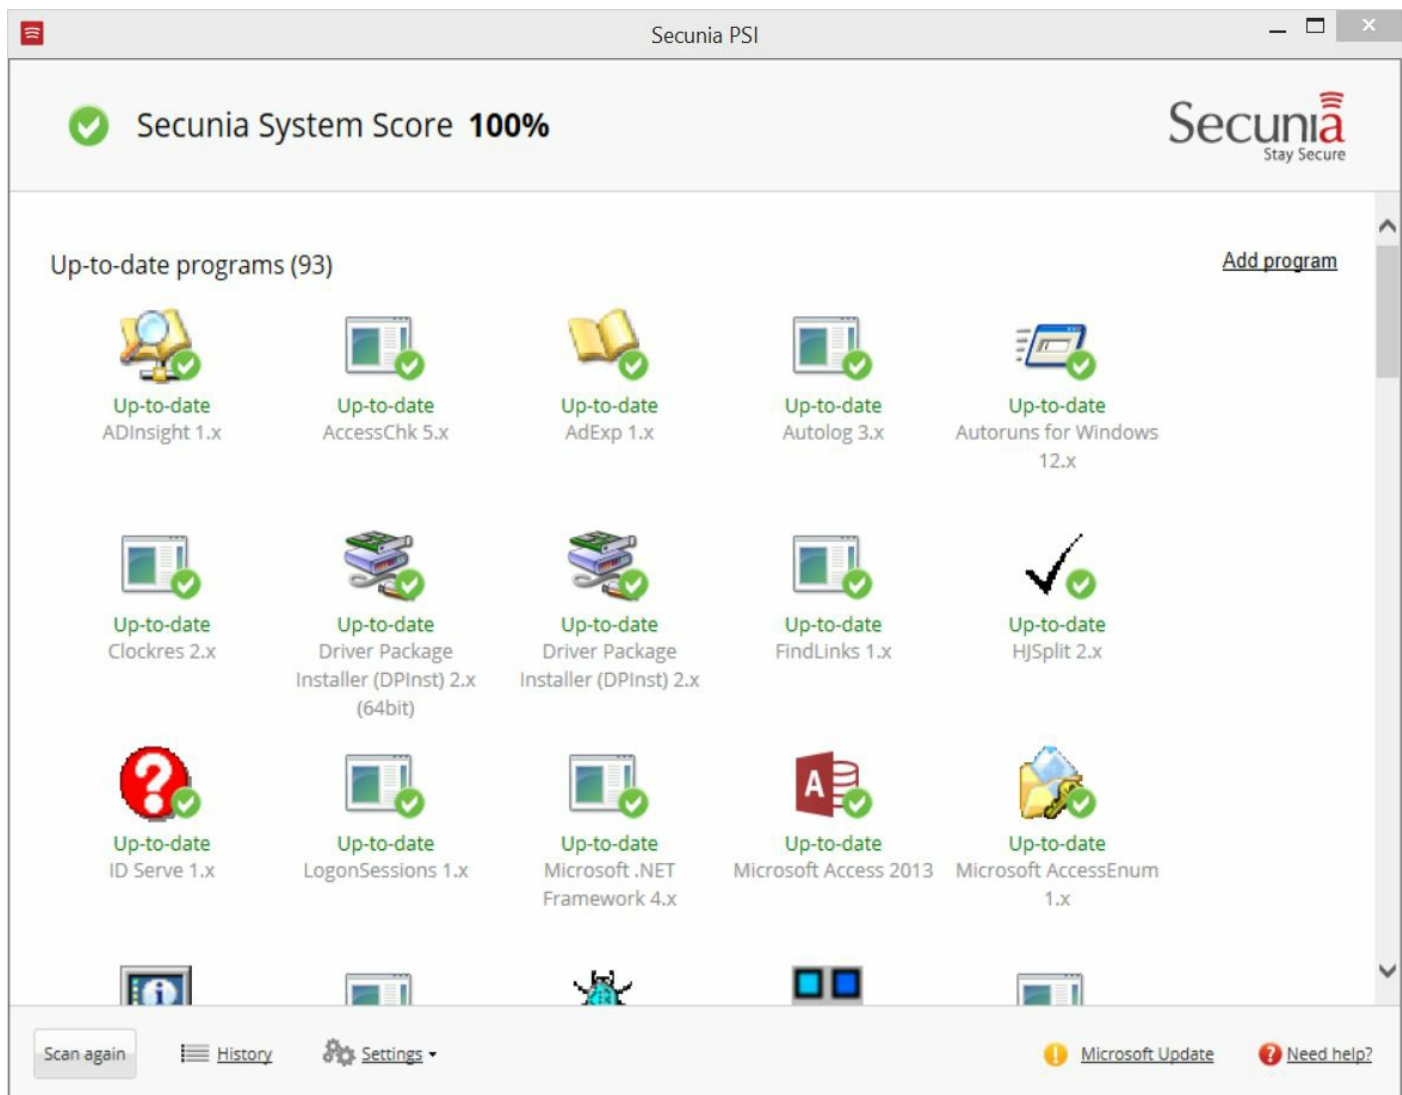 Secunia PSI
Secunia System Score 100%
Secunia
Stay Secure
Up-to-date programs (93)
Add program
Up-to-date
ADInsight 1.x
Up-to-date
AccessChk 5.x
Up-to-date
AdExp 1.x
Up-to-date
Autolog 3.x
Up-to-date
Autoruns for Windows
12.x
Up-to-date
Clockres 2.x
Up-to-date
Driver Package
Installer (DPInst) 2.x
(64bit)
Up-to-date
Driver Package
Installer (DPInst) 2.x
Up-to-date
FindLinks 1.x
Up-to-date
HJSplit 2.x
Up-to-date
ID Serve 1.x
Up-to-date
LogonSessions 1.x
Up-to-date
Microsoft .NET
Framework 4.x
A
Up-to-date
Microsoft Access 2013
Up-to-date
Microsoft AccessEnum
1.x
Scan again
History
Settings
Microsoft Update
Need help?